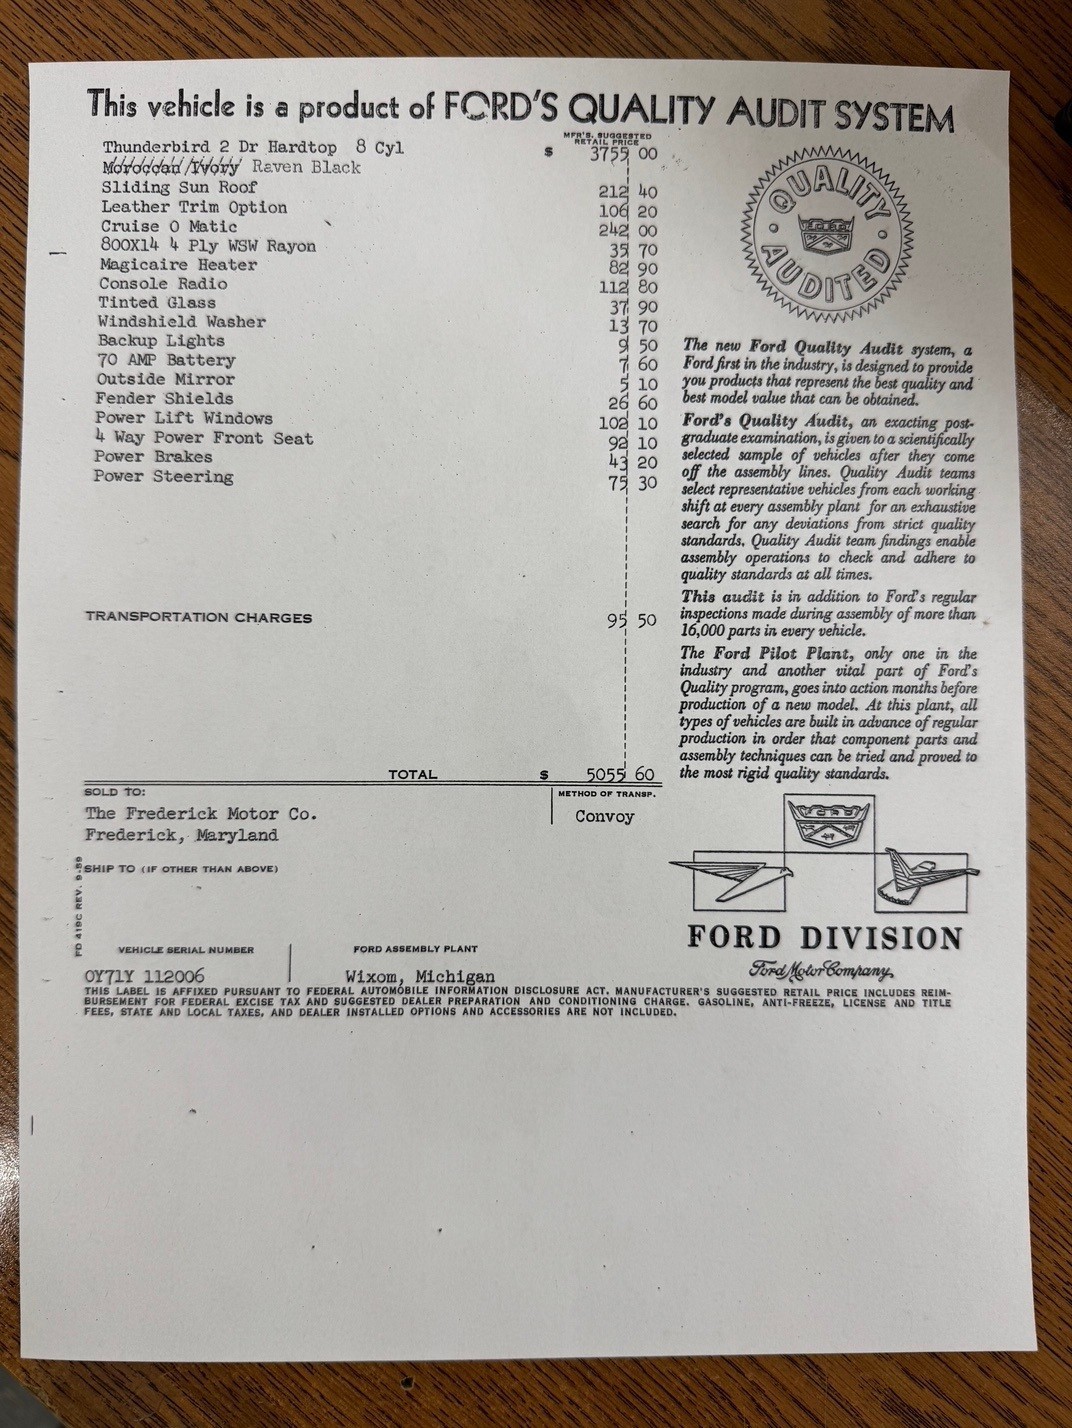 This vehicle is a product of FORD'S QUALITY AUDIT SYSTEM
MFR'S. SUGGESTED
RETAIL PRICE
Thunderbird 2 Dr Hardtop 8 Cyl $ 3755 00
Moroccan/Ivory Raven Black
Sliding Sun Roof 212 40
Leather Trim Option 106 20
Cruise O Matic 242 00
800X14 4 Ply WSW Rayon 35 70
Magicaire Heater 82 90
Console Radio 112 80
Tinted Glass 37 90
Windshield Washer 13 70
Backup Lights 9 50
70 AMP Battery 7 60
Outside Mirror 5 10
Fender Shields 26 60
Power Lift Windows 102 10
4 Way Power Front Seat 92 10
Power Brakes 43 20
Power Steering 75 30
TRANSPORTATION CHARGES 95 50
TOTAL $ 5055 60
SOLD TO:
The Frederick Motor Co.
Frederick, Maryland
METHOD OF TRANSP.
Convoy
SHIP TO (IF OTHER THAN ABOVE)
FD 419C REV. 9-59
VEHICLE SERIAL NUMBER
0Y71Y 112006
FORD ASSEMBLY PLANT
Wixom, Michigan
QUALITY
AUDITED
The new Ford Quality Audit system, a
Ford first in the industry, is designed to provide
you products that represent the best quality and
best model value that can be obtained.
Ford's Quality Audit, an exacting post-
graduate examination, is given to a scientifically
selected sample of vehicles after they come
off the assembly lines. Quality Audit teams
select representative vehicles from each working
shift at every assembly plant for an exhaustive
search for any deviations from strict quality
standards. Quality Audit team findings enable
assembly operations to check and adhere to
quality standards at all times.
This audit is in addition to Ford's regular
inspections made during assembly of more than
16,000 parts in every vehicle.
The Ford Pilot Plant, only one in the
industry and another vital part of Ford's
Quality program, goes into action months before
production of a new model. At this plant, all
types of vehicles are built in advance of regular
production in order that component parts and
assembly techniques can be tried and proved to
the most rigid quality standards.
FORD DIVISION
Ford Motor Company,
THIS LABEL IS AFFIXED PURSUANT TO FEDERAL AUTOMOBILE INFORMATION DISCLOSURE ACT. MANUFACTURER'S SUGGESTED RETAIL PRICE INCLUDES REIM-
BURSEMENT FOR FEDERAL EXCISE TAX AND SUGGESTED DEALER PREPARATION AND CONDITIONING CHARGE. GASOLINE, ANTI-FREEZE, LICENSE AND TITLE
FEES, STATE AND LOCAL TAXES, AND DEALER INSTALLED OPTIONS AND ACCESSORIES ARE NOT INCLUDED.